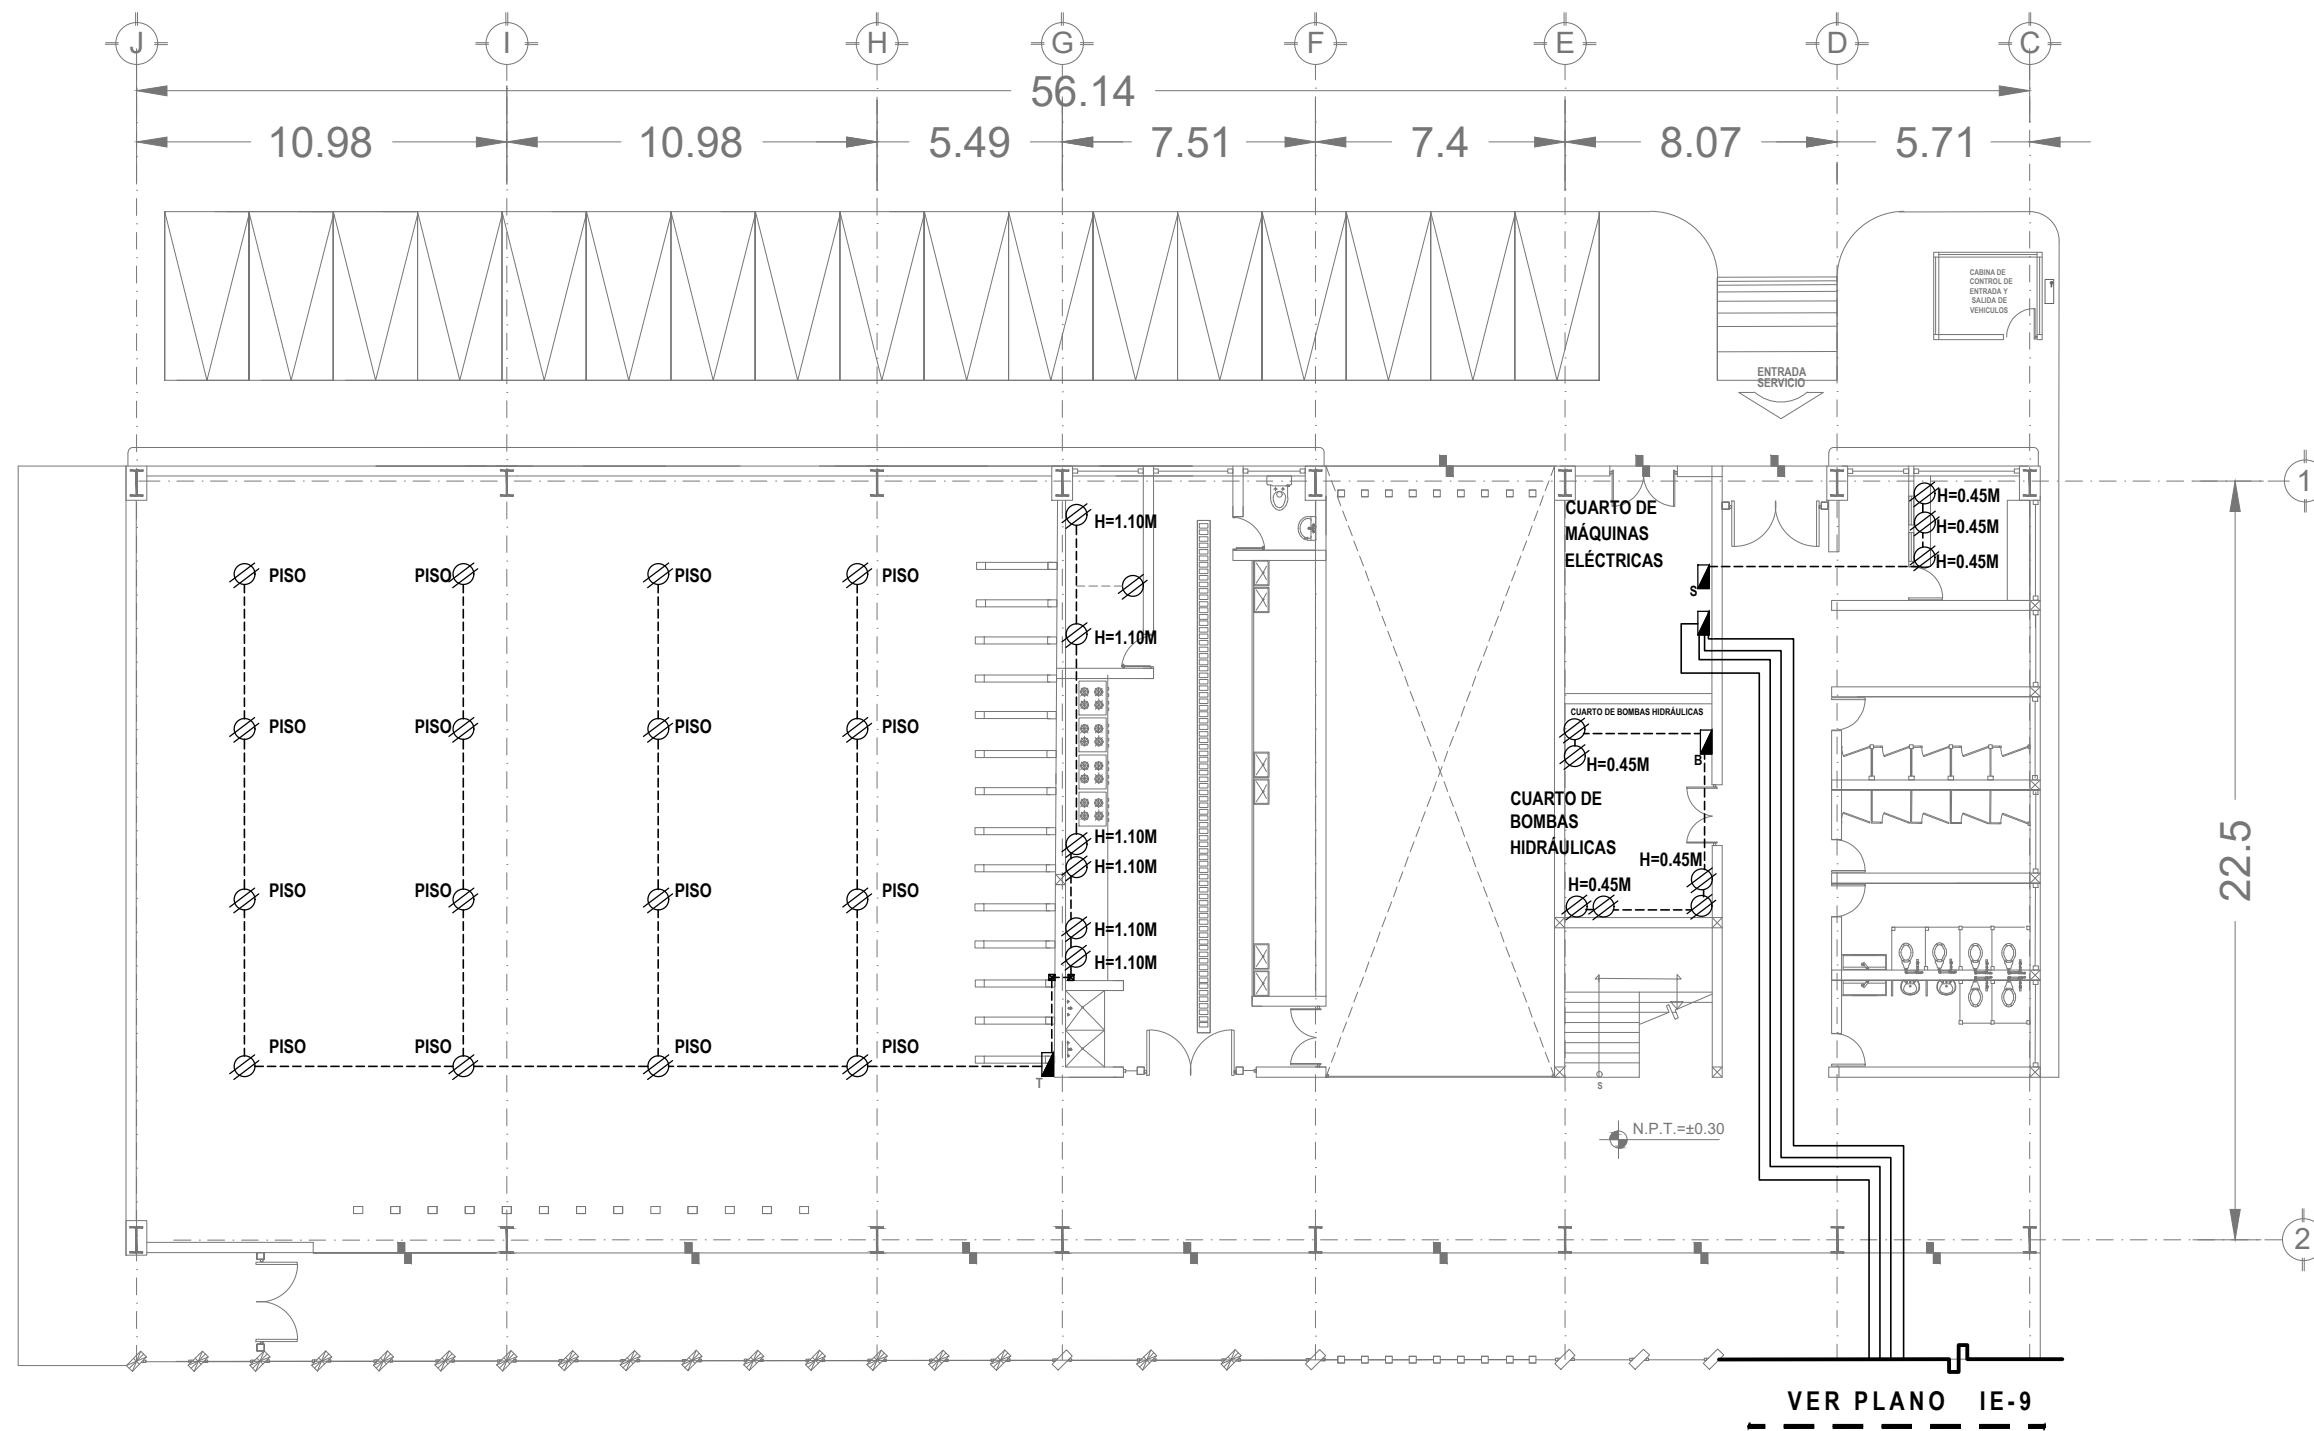 J I H G F E D C
56.14
10.98 10.98 5.49 7.51 7.4 8.07 5.71
CABINA DE
CONTROL DE
ENTRADA Y
SALIDA DE
VEHICULOS
ENTRADA
SERVICIO
1
H=0.45M
H=0.45M
H=0.45M
H=1.10M
CUARTO DE
MÁQUINAS
ELÉCTRICAS
S
PISO PISO PISO PISO
H=1.10M
CUARTO DE BOMBAS HIDRÁULICAS
PISO PISO PISO PISO
B
H=0.45M
CUARTO DE
BOMBAS
HIDRÁULICAS
H=1.10M
H=1.10M
H=0.45M
H=0.45M
22.5
PISO PISO PISO PISO
H=1.10M
H=1.10M
PISO PISO PISO PISO
T
S
N.P.T.=±0.30
2
VER PLANO IE-9